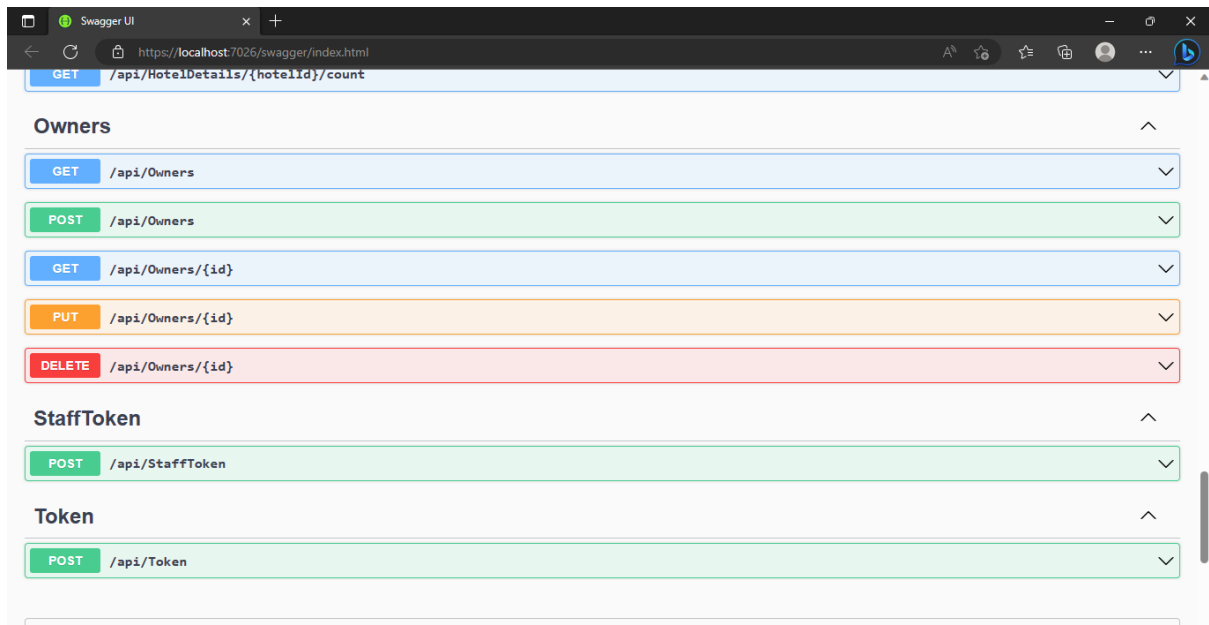 Swagger UI
https://localhost:7026/swagger/index.html
GET /api/HotelDetails/{hotelId}/count
Owners
GET /api/Owners
POST /api/Owners
GET /api/Owners/{id}
PUT /api/Owners/{id}
DELETE /api/Owners/{id}
StaffToken
POST /api/StaffToken
Token
POST /api/Token